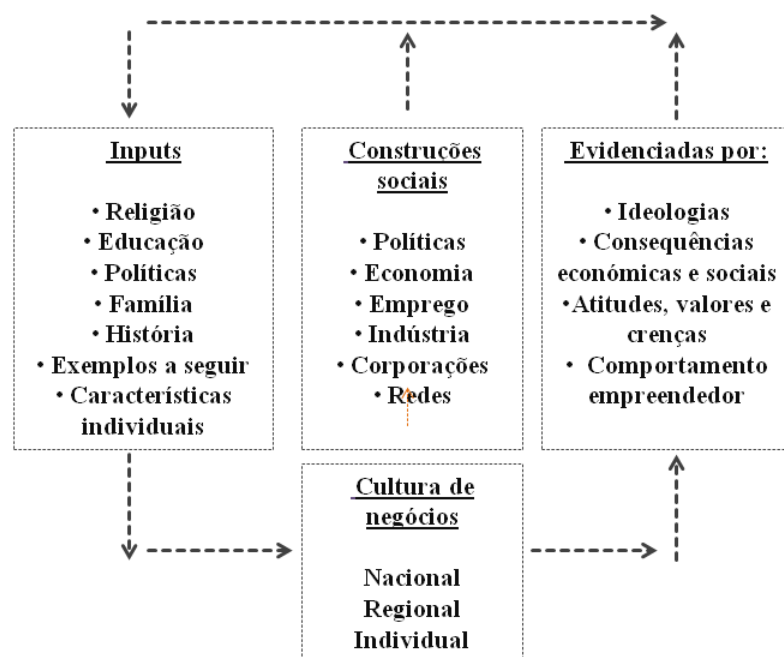 Inputs
• Religião
• Educação
• Políticas
• Família
• História
• Exemplos a seguir
• Características
individuais
Construções
sociais
• Políticas
• Economia
• Emprego
• Indústria
• Corporações
• Redes
Evidenciadas por:
• Ideologias
• Consequências
económicas e sociais
•Atitudes, valores e
crenças
• Comportamento
empreendedor
Cultura de
negócios
Nacional
Regional
Individual